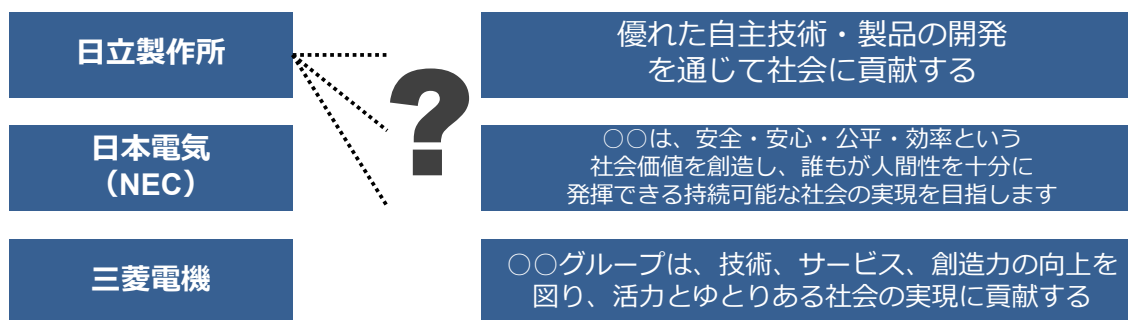 日立製作所
優れた自主技術・製品の開発
を通じて社会に貢献する
?
日本電気
（NEC）
○○は、安全・安心・公平・効率という
社会価値を創造し、誰もが人間性を十分に
発揮できる持続可能な社会の実現を目指します
三菱電機
○○グループは、技術、サービス、創造力の向上を
図り、活力とゆとりある社会の実現に貢献する